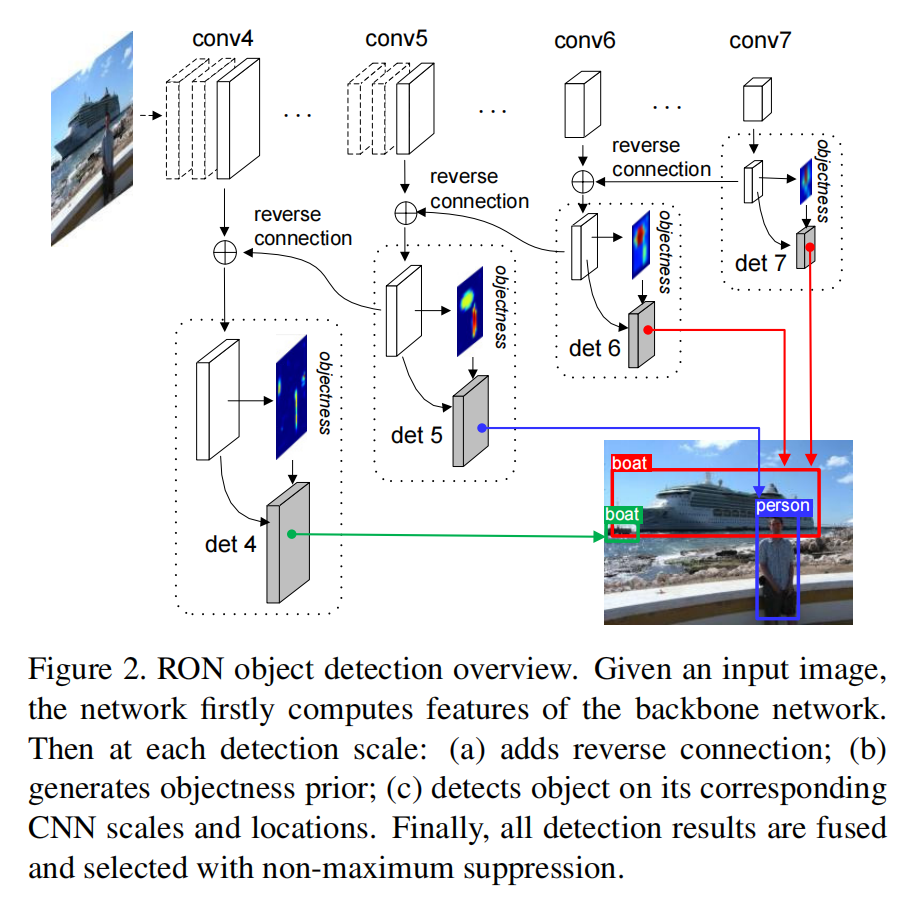 conv4
conv5
conv6
conv7
reverse
connection
reverse
connection
reverse
connection
objectness
objectness
objectness
objectness
det 7
det 6
det 5
det 4
boat
boat
person
Figure 2. RON object detection overview. Given an input image,
the network firstly computes features of the backbone network.
Then at each detection scale: (a) adds reverse connection; (b)
generates objectness prior; (c) detects object on its corresponding
CNN scales and locations. Finally, all detection results are fused
and selected with non-maximum suppression.